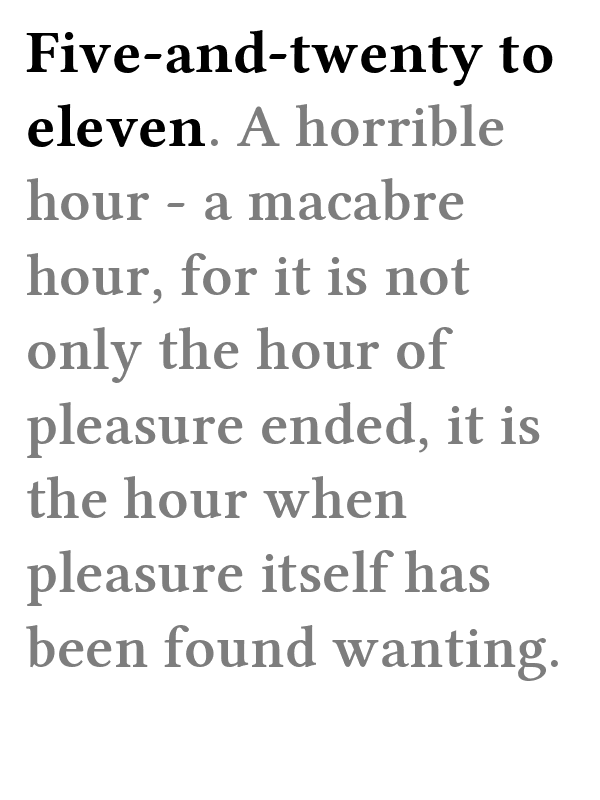 Five-and-twenty to
eleven. A horrible
hour - a macabre
hour, for it is not
only the hour of
pleasure ended, it is
the hour when
pleasure itself has
been found wanting.